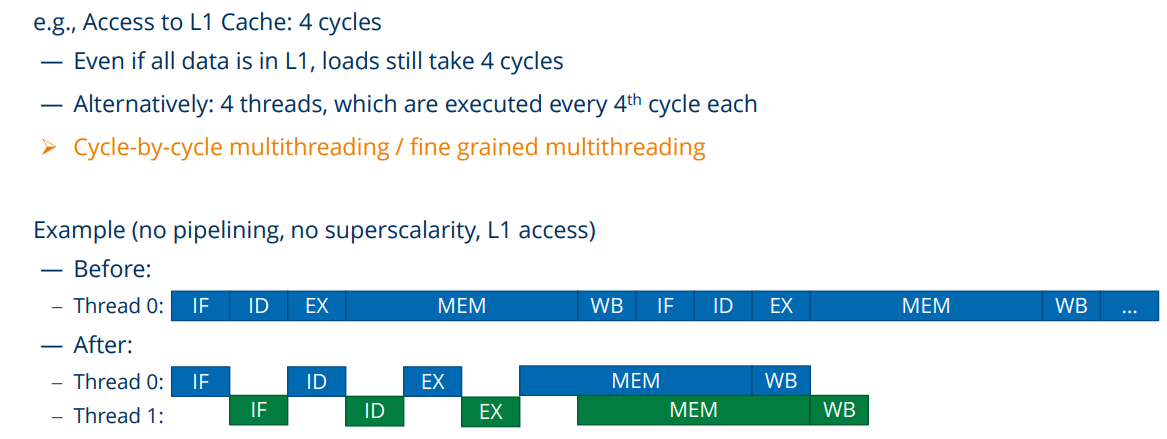 e.g., Access to L1 Cache: 4 cycles
— Even if all data is in L1, loads still take 4 cycles
— Alternatively: 4 threads, which are executed every 4th cycle each
➢ Cycle-by-cycle multithreading / fine grained multithreading
Example (no pipelining, no superscalarity, L1 access)
— Before:
– Thread 0: IF ID EX MEM WB IF ID EX MEM WB ...
— After:
– Thread 0: IF ID EX MEM WB
– Thread 1: IF ID EX MEM WB